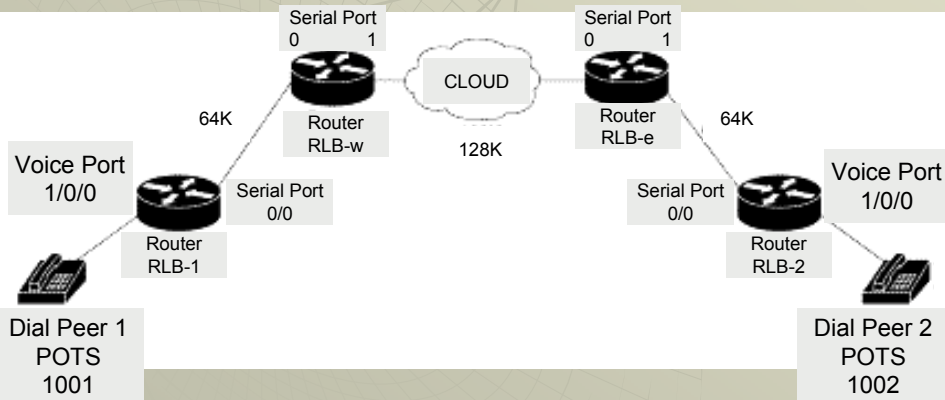 Serial Port
0 1
Serial Port
0 1
CLOUD
64K
Router
RLB-w
128K
Router
RLB-e
64K
Voice Port
1/0/0
Serial Port
0/0
Serial Port
0/0
Voice Port
1/0/0
Router
RLB-1
Router
RLB-2
Dial Peer 1
POTS
1001
Dial Peer 2
POTS
1002